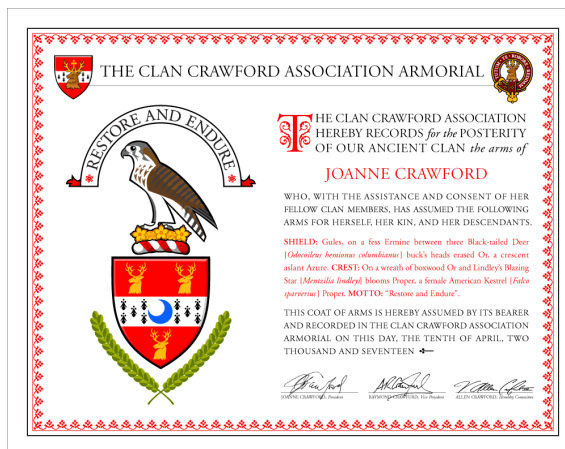 THE CLAN CRAWFORD ASSOCIATION ARMORIAL
RESTORE AND ENDURE
THE CLAN CRAWFORD ASSOCIATION
HEREBY RECORDS for the POSTERITY
OF OUR ANCIENT CLAN the arms of
JOANNE CRAWFORD
WHO, WITH THE ASSISTANCE AND CONSENT OF HER
FELLOW CLAN MEMBERS, HAS ASSUMED THE FOLLOWING
ARMS FOR HERSELF, HER KIN, AND HER DESCENDANTS.
SHIELD: Gules, on a fess Ermine between three Black-tailed Deer
[Odocoileus hemionus columbianus] buck's heads erased Or, a crescent
aslant Azure. CREST: On a wreath of boxwood Or and Lindley's Blazing
Star [Mentzilia lindleyi] blooms Proper, a female American Kestrel [Falco
sparverius] Proper. MOTTO: "Restore and Endure".
THIS COAT OF ARMS IS HEREBY ASSUMED BY ITS BEARER
AND RECORDED IN THE CLAN CRAWFORD ASSOCIATION
ARMORIAL ON THIS DAY, THE TENTH OF APRIL, TWO
THOUSAND AND SEVENTEEN
JOANNE CRAWFORD, President
RAYMOND CRAWFORD, Vice President
ALLEN CRAWFORD, Heraldry Commission